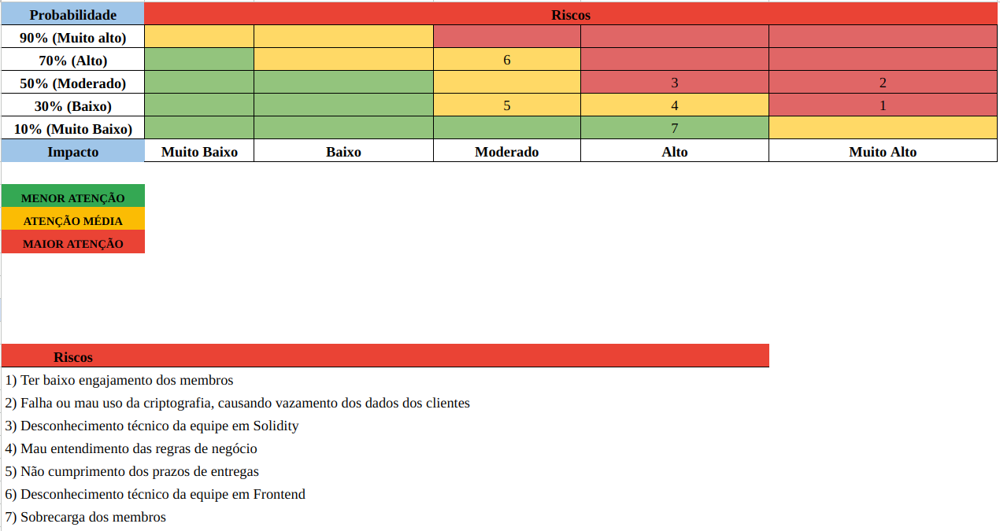 Probabilidade Riscos
90% (Muito alto)
70% (Alto) 6
50% (Moderado) 3 2
30% (Baixo) 5 4 1
10% (Muito Baixo) 7
Impacto Muito Baixo Baixo Moderado Alto Muito Alto
MENOR ATENÇÃO
ATENÇÃO MÉDIA
MAIOR ATENÇÃO
Riscos
1) Ter baixo engajamento dos membros
2) Falha ou mau uso da criptografia, causando vazamento dos dados dos clientes
3) Desconhecimento técnico da equipe em Solidity
4) Mau entendimento das regras de negócio
5) Não cumprimento dos prazos de entregas
6) Desconhecimento técnico da equipe em Frontend
7) Sobrecarga dos membros